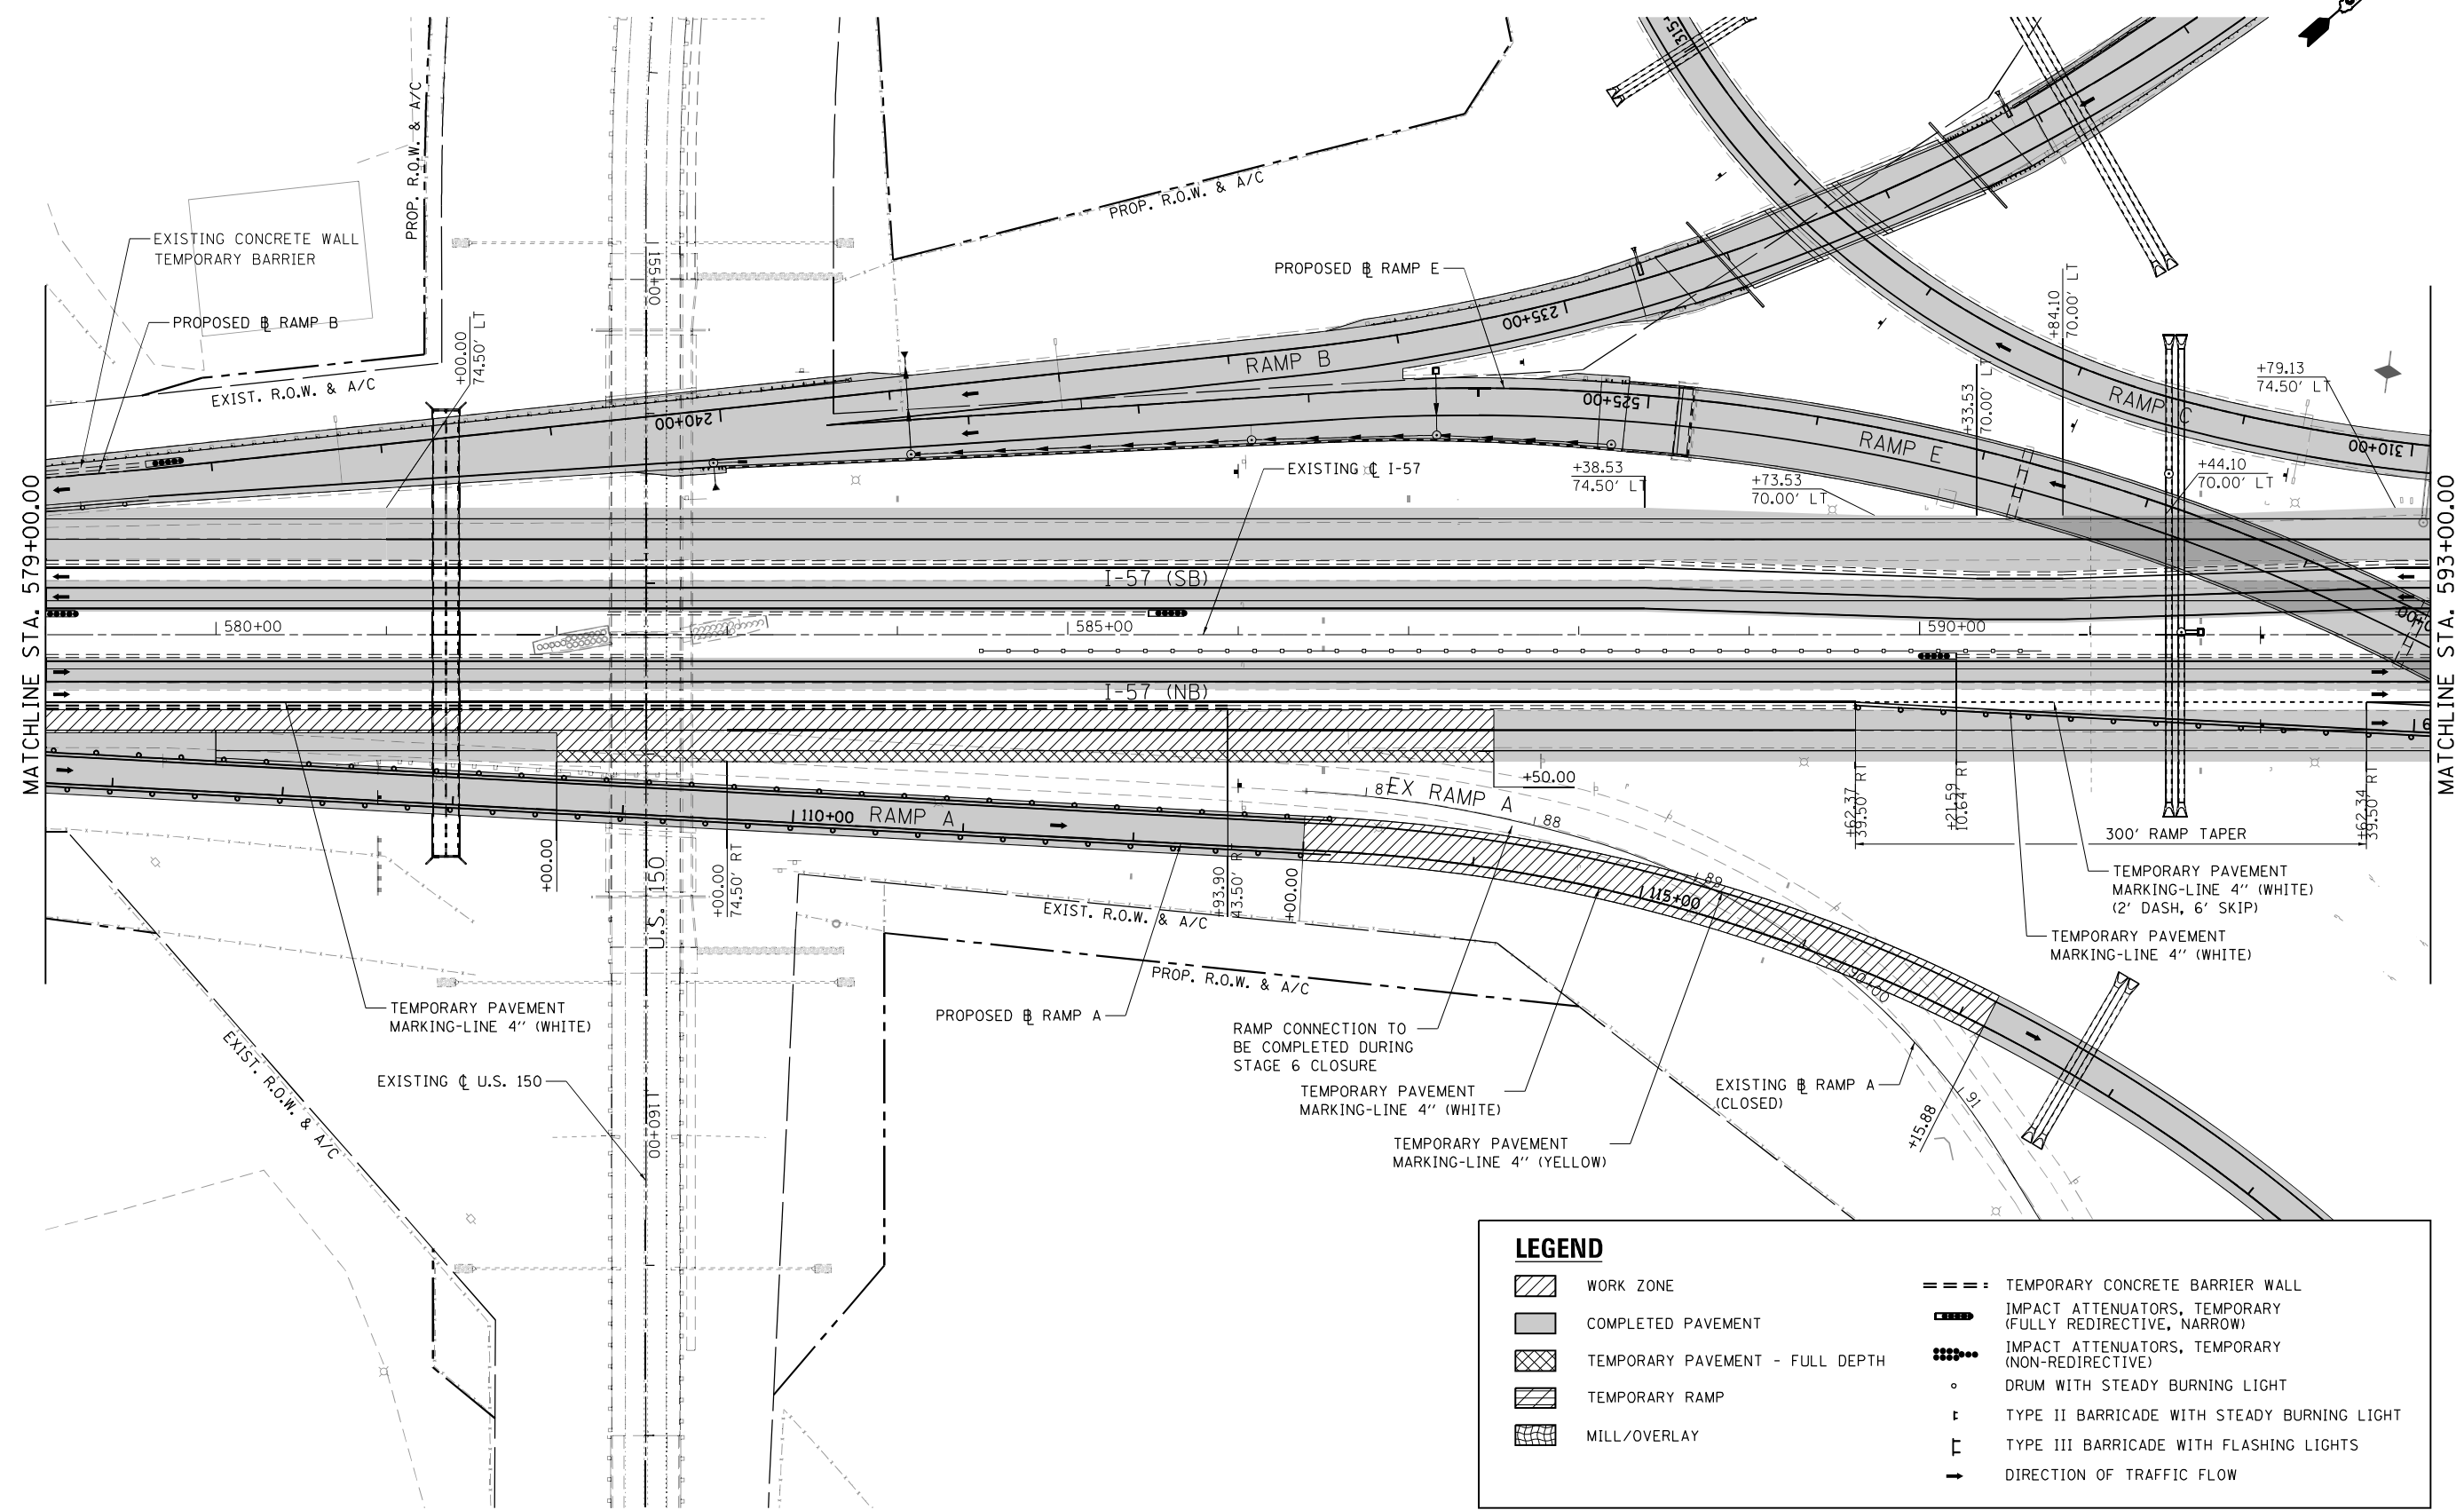 315+
PROP. R.O.W. & A/C
PROP. R.O.W. & A/C
EXISTING CONCRETE WALL
TEMPORARY BARRIER
PROPOSED ℄ RAMP B
EXIST. R.O.W. & A/C
+00.00
74.50' LT
155+00
PROPOSED ℄ RAMP E
235+00
RAMP B
240+00
525+00
RAMP E
RAMP C
310+00
+84.10
70.00' LT
+33.53
70.00' LT
+79.13
74.50' LT
+44.10
70.00' LT
+38.53
74.50' LT
+73.53
70.00' LT
EXISTING ℄ I-57
MATCHLINE STA. 579+00.00
MATCHLINE STA. 593+00.00
I-57 (SB)
580+00
585+00
590+00
I-57 (NB)
+50.00
EX RAMP A
87
88
89
90+00
91
110+00
RAMP A
115+00
+00.00
+00.00
74.50' RT
+93.90
43.50' RT
+00.00
+62.37
39.50' RT
+21.59
10.64' RT
+62.34
39.50' RT
300' RAMP TAPER
TEMPORARY PAVEMENT
MARKING-LINE 4" (WHITE)
(2' DASH, 6' SKIP)
TEMPORARY PAVEMENT
MARKING-LINE 4" (WHITE)
U.S. 150
EXIST. R.O.W. & A/C
PROP. R.O.W. & A/C
TEMPORARY PAVEMENT
MARKING-LINE 4" (WHITE)
PROPOSED ℄ RAMP A
RAMP CONNECTION TO
BE COMPLETED DURING
STAGE 6 CLOSURE
EXIST. R.O.W. & A/C
EXISTING ℄ U.S. 150
160+00
TEMPORARY PAVEMENT
MARKING-LINE 4" (WHITE)
EXISTING ℄ RAMP A
(CLOSED)
+15.88
TEMPORARY PAVEMENT
MARKING-LINE 4" (YELLOW)
LEGEND
WORK ZONE
COMPLETED PAVEMENT
TEMPORARY PAVEMENT - FULL DEPTH
TEMPORARY RAMP
MILL/OVERLAY
TEMPORARY CONCRETE BARRIER WALL
IMPACT ATTENUATORS, TEMPORARY
(FULLY REDIRECTIVE, NARROW)
IMPACT ATTENUATORS, TEMPORARY
(NON-REDIRECTIVE)
DRUM WITH STEADY BURNING LIGHT
TYPE II BARRICADE WITH STEADY BURNING LIGHT
TYPE III BARRICADE WITH FLASHING LIGHTS
DIRECTION OF TRAFFIC FLOW